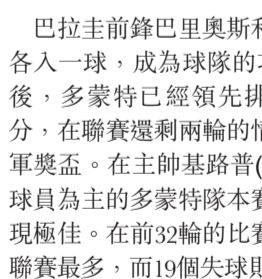 巴拉圭前鋒巴里奧斯和
各入一球，成為球隊的
後，多蒙特已經領先排
分，在聯賽還剩兩輪的情
軍獎盃。在主帥基路普(
球員為主的多蒙特隊本賽
現極佳。在前32輪的比賽
聯賽最多，而19個失球則